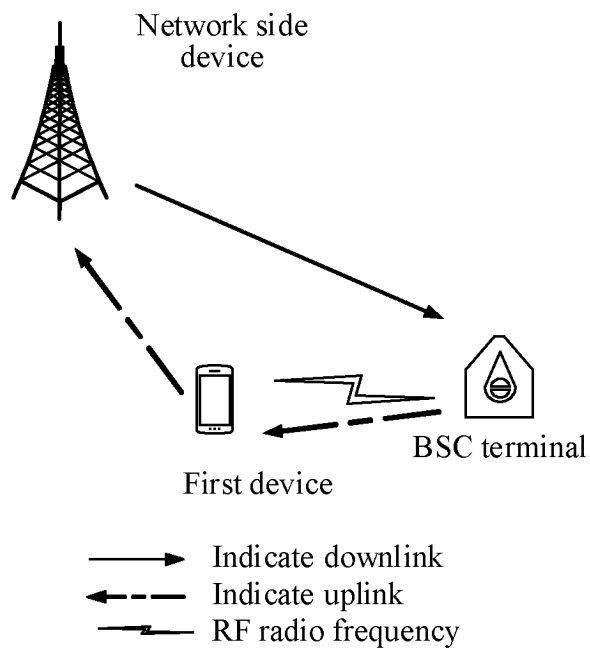 Network side
device
BSC terminal
First device
Indicate downlink
Indicate uplink
RF radio frequency